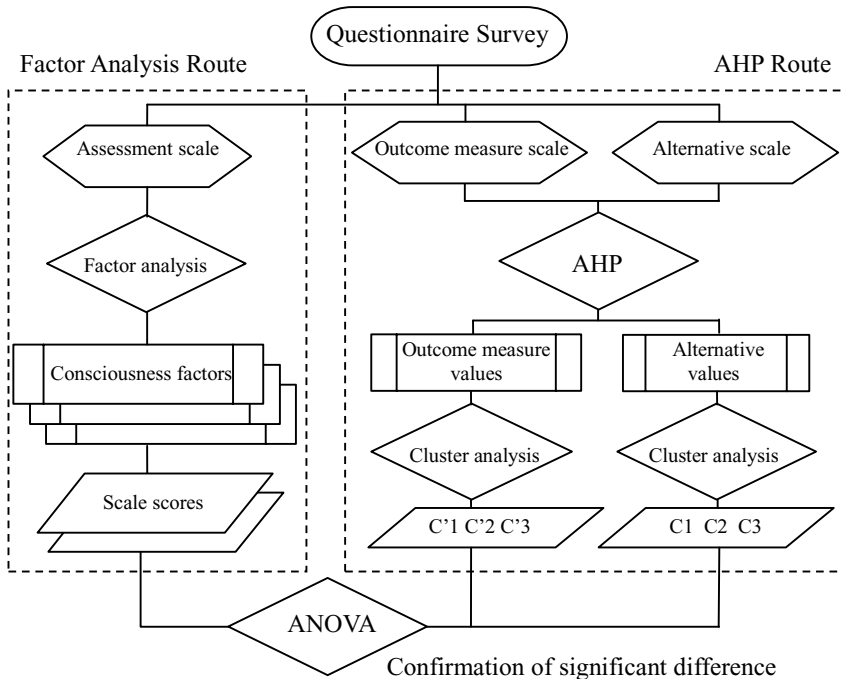 Questionnaire Survey
Factor Analysis Route
AHP Route
Assessment scale
Outcome measure scale
Alternative scale
Factor analysis
AHP
Consciousness factors
Outcome measure
values
Alternative
values
Cluster analysis
Cluster analysis
Scale scores
C’1 C’2 C’3
C1 C2 C3
ANOVA
Confirmation of significant difference